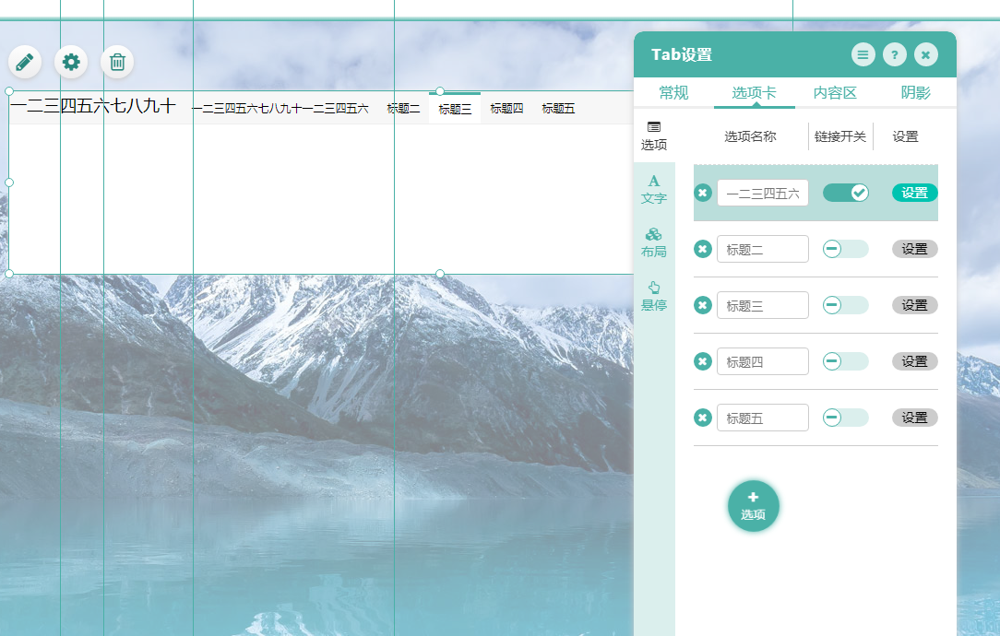 Tab设置
常规 选项卡 内容区 阴影
一二三四五六七八九十 一二三四五六七八九十一二三四五六 标题二 标题三 标题四 标题五
选项
文字
布局
悬停
选项名称 链接开关 设置
一二三四五六 设置
标题二 设置
标题三 设置
标题四 设置
标题五 设置
选项